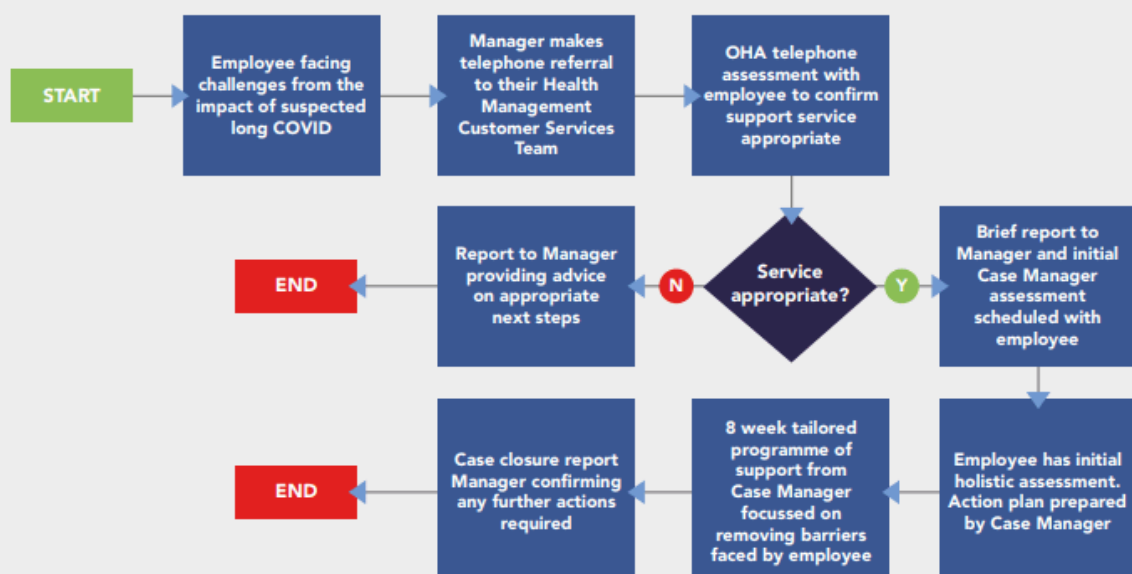 START
Employee facing
challenges from the
impact of suspected
long COVID
Manager makes
telephone referral
to their Health
Management
Customer Services
Team
OHA telephone
assessment with
employee to confirm
support service
appropriate
Service
appropriate?
N
Report to Manager
providing advice
on appropriate
next steps
END
Y
Brief report to
Manager and initial
Case Manager
assessment
scheduled with
employee
Employee has initial
holistic assessment.
Action plan prepared
by Case Manager
8 week tailored
programme of
support from
Case Manager
focussed on
removing barriers
faced by employee
Case closure report
Manager confirming
any further actions
required
END